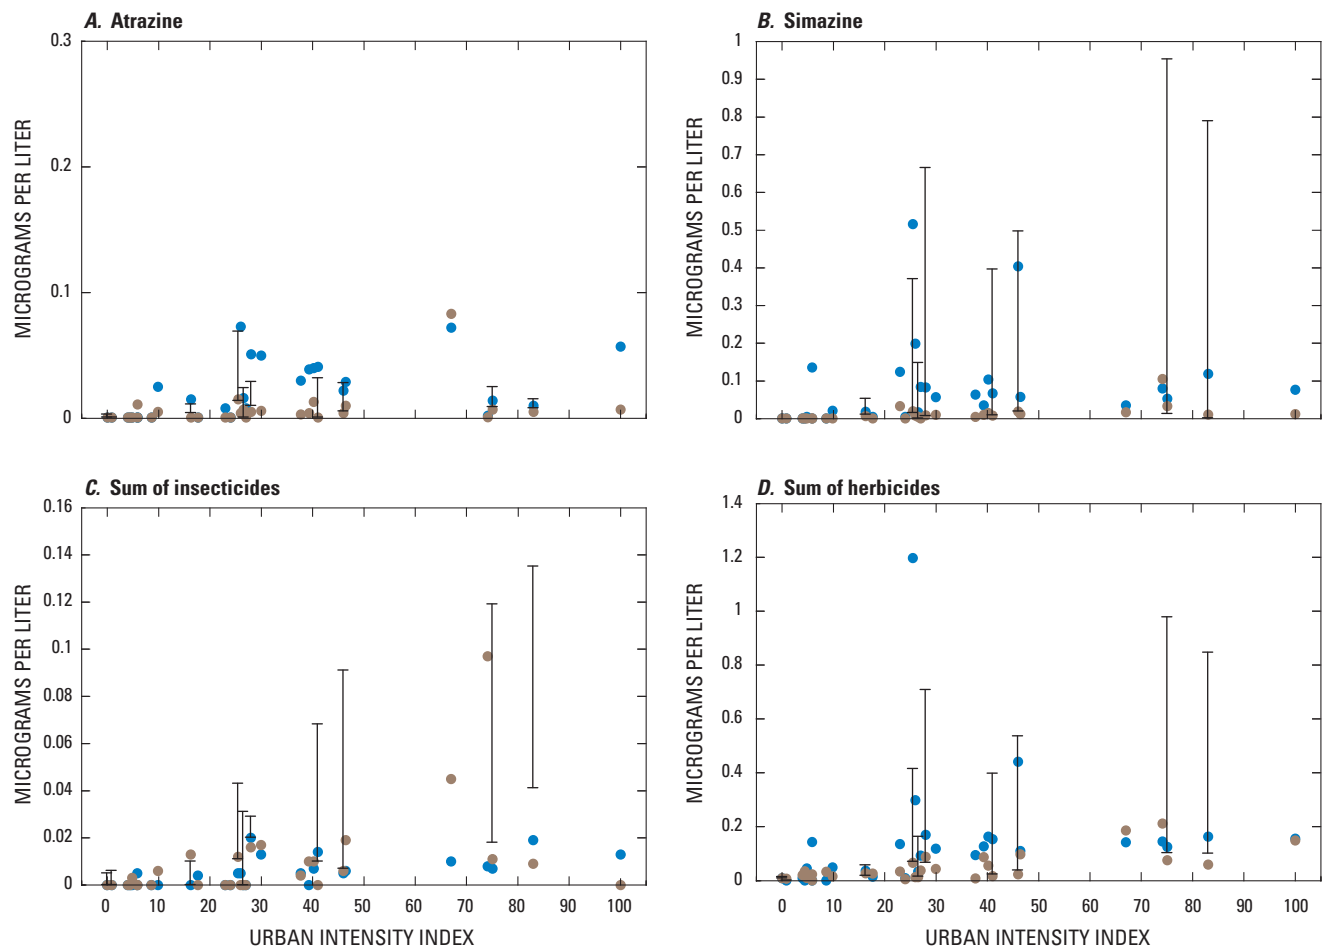 A. Atrazine
0.3
0.2
0.1
0
MICROGRAMS PER LITER
B. Simazine
1
0.9
0.8
0.7
0.6
0.5
0.4
0.3
0.2
0.1
0
MICROGRAMS PER LITER
C. Sum of insecticides
0.16
0.14
0.12
0.1
0.08
0.06
0.04
0.02
0
MICROGRAMS PER LITER
0 10 20 30 40 50 60 70 80 90 100
URBAN INTENSITY INDEX
D. Sum of herbicides
1.4
1.2
1
0.8
0.6
0.4
0.2
0
MICROGRAMS PER LITER
0 10 20 30 40 50 60 70 80 90 100
URBAN INTENSITY INDEX